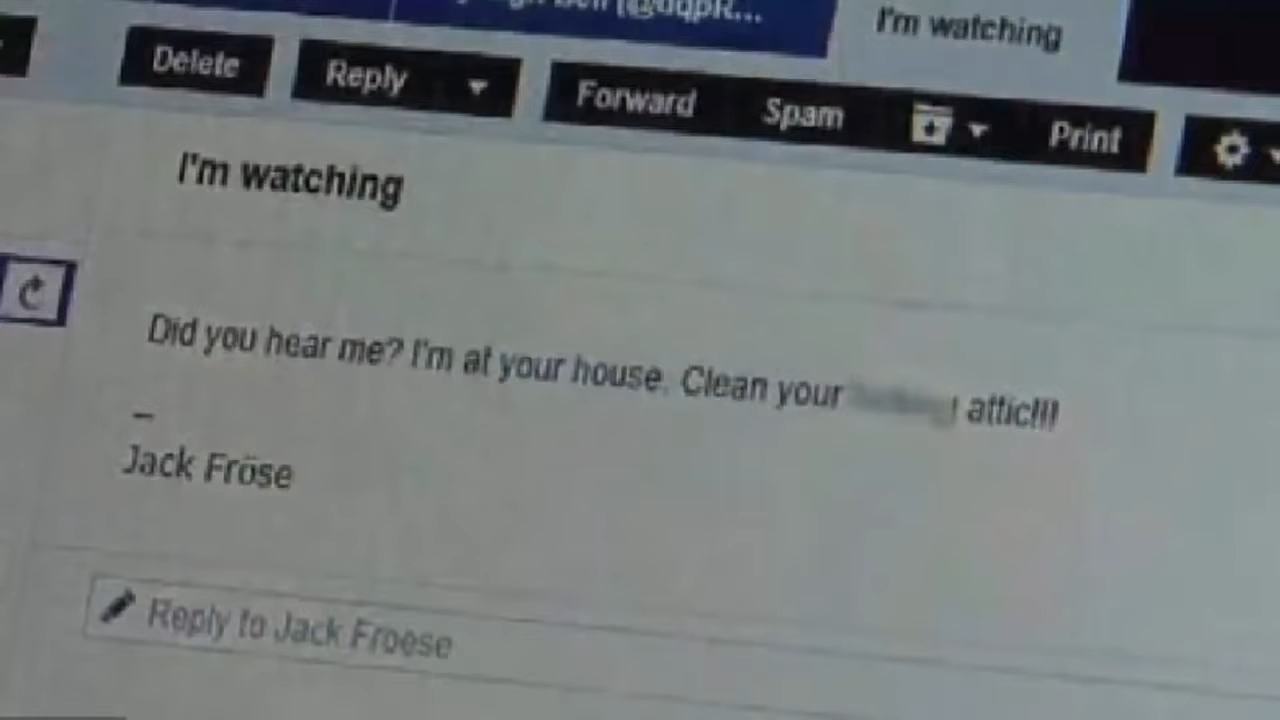 I'm watching
Delete Reply Forward Spam Print
I'm watching
Did you hear me? I'm at your house. Clean your attic!!!
–
Jack Fröse
Reply to Jack Froese